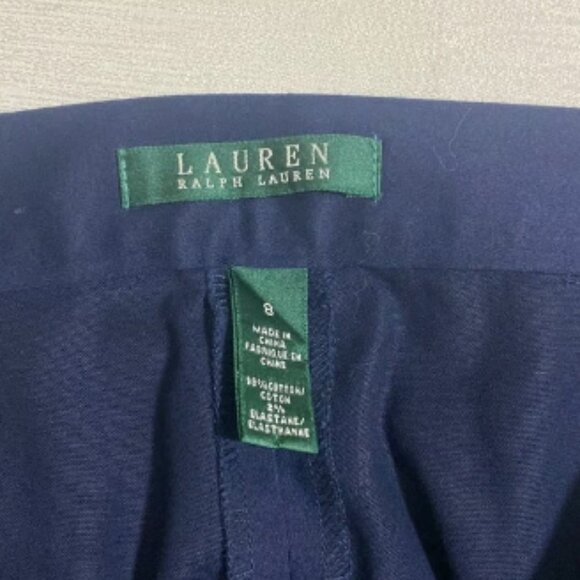 LAUREN
RALPH LAUREN
8
MADE IN
CHINA
FABRIQUE EN
CHINE
98% COTTON/
COTON
2%
ELASTANE/
ELASTHANNE